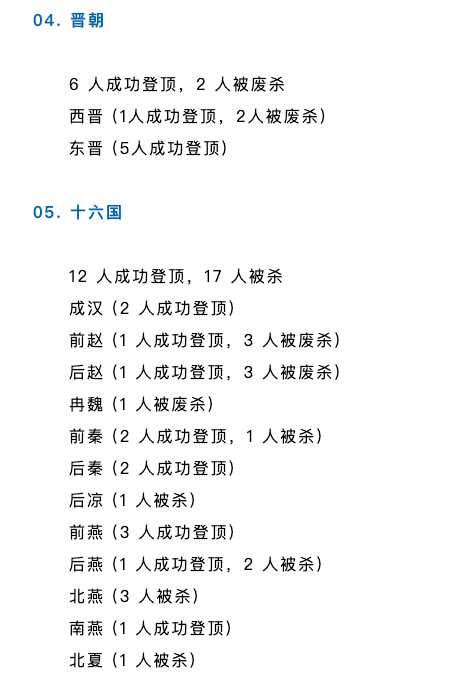 04. 晋朝
6 人成功登顶，2 人被废杀
西晋（1人成功登顶，2人被废杀）
东晋（5人成功登顶）
05. 十六国
12 人成功登顶，17 人被杀
成汉（2 人成功登顶）
前赵（1 人成功登顶，3 人被废杀）
后赵（1 人成功登顶，3 人被废杀）
冉魏（1 人被废杀）
前秦（2 人成功登顶，1 人被杀）
后秦（2 人成功登顶）
后凉（1 人被杀）
前燕（3 人成功登顶）
后燕（1 人成功登顶，2 人被杀）
北燕（3 人被杀）
南燕（1 人成功登顶）
北夏（1 人被杀）